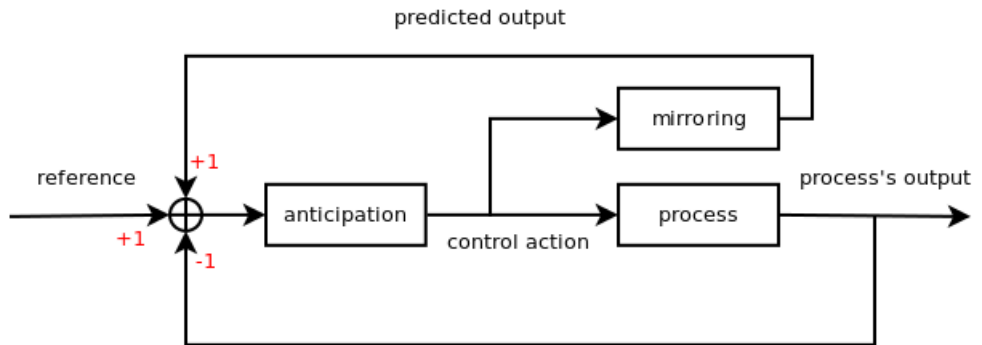 predicted output
mirroring
+1
reference
process's output
anticipation
process
+1
control action
-1